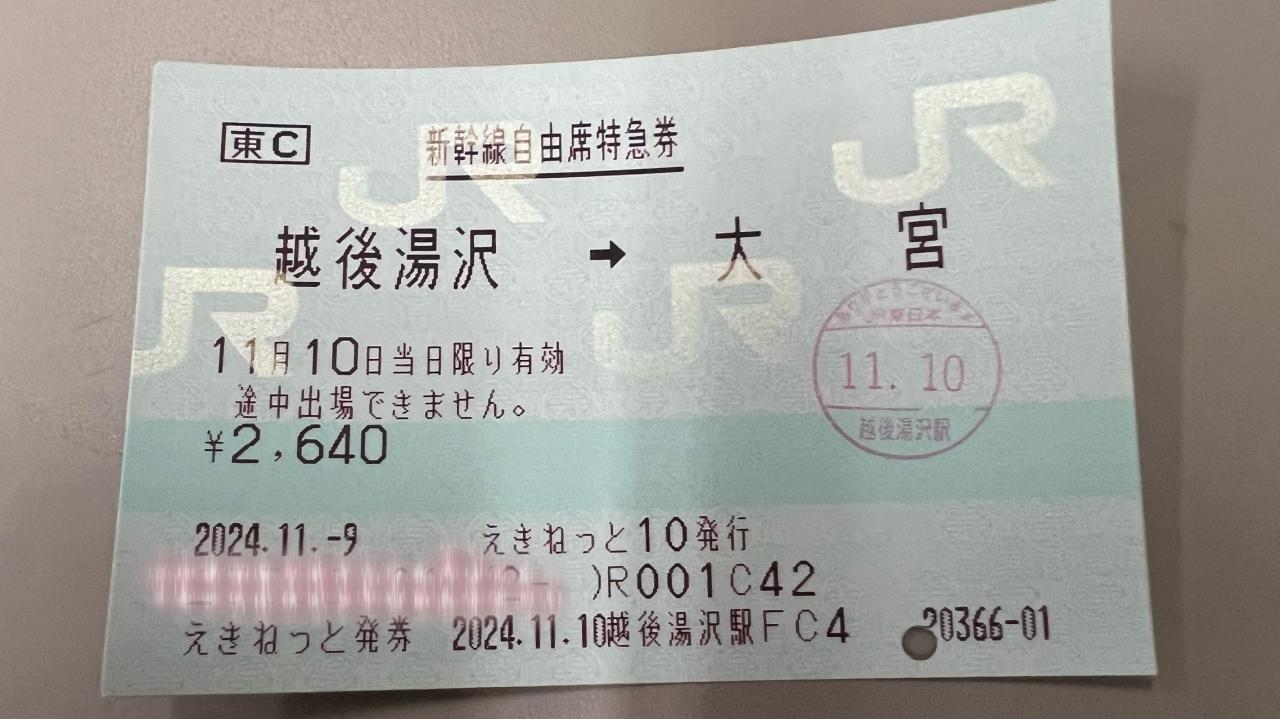 東C
新幹線自由席特急券
越後湯沢 → 大宮
11月10日当日限り有効
途中出場できません。
¥2,640
ありがとうございます
JR東日本
11.10
越後湯沢駅
2024.11.-9 えきねっと10発行
)R001C42
えきねっと発券 2024.11.10越後湯沢駅FC4 20366-01
JR
JR
JR
JR